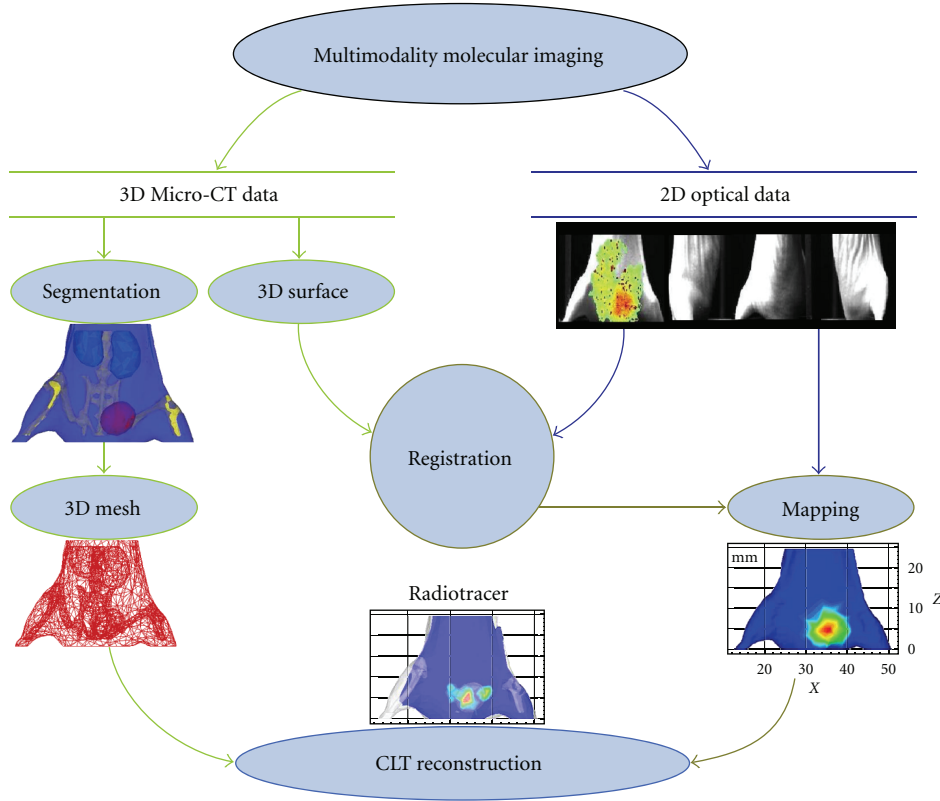 Multimodality molecular imaging
3D Micro-CT data
2D optical data
Segmentation
3D surface
Registration
3D mesh
Mapping
mm
20
10
0
Z
20 30 40 50
X
Radiotracer
CLT reconstruction